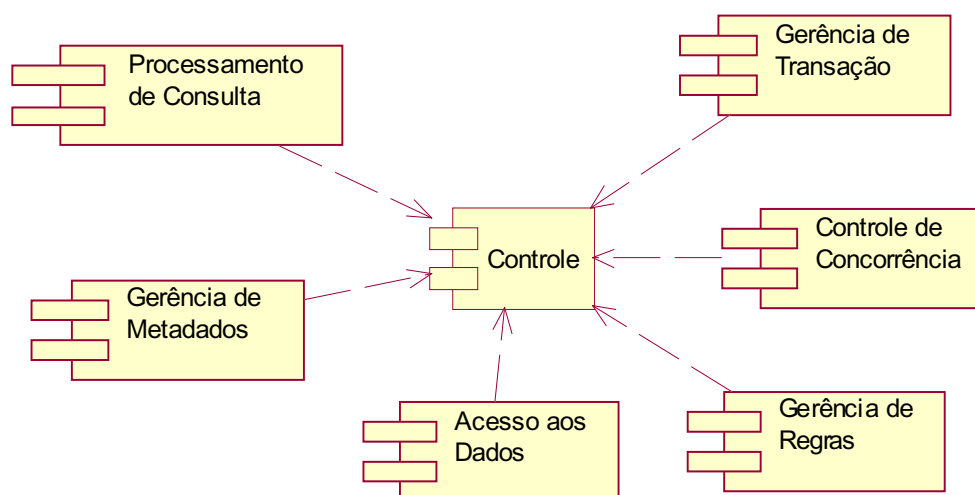 Processamento
de Consulta
Gerência de
Transação
Controle
Controle de
Concorrência
Gerência de
Metadados
Acesso aos
Dados
Gerência de
Regras